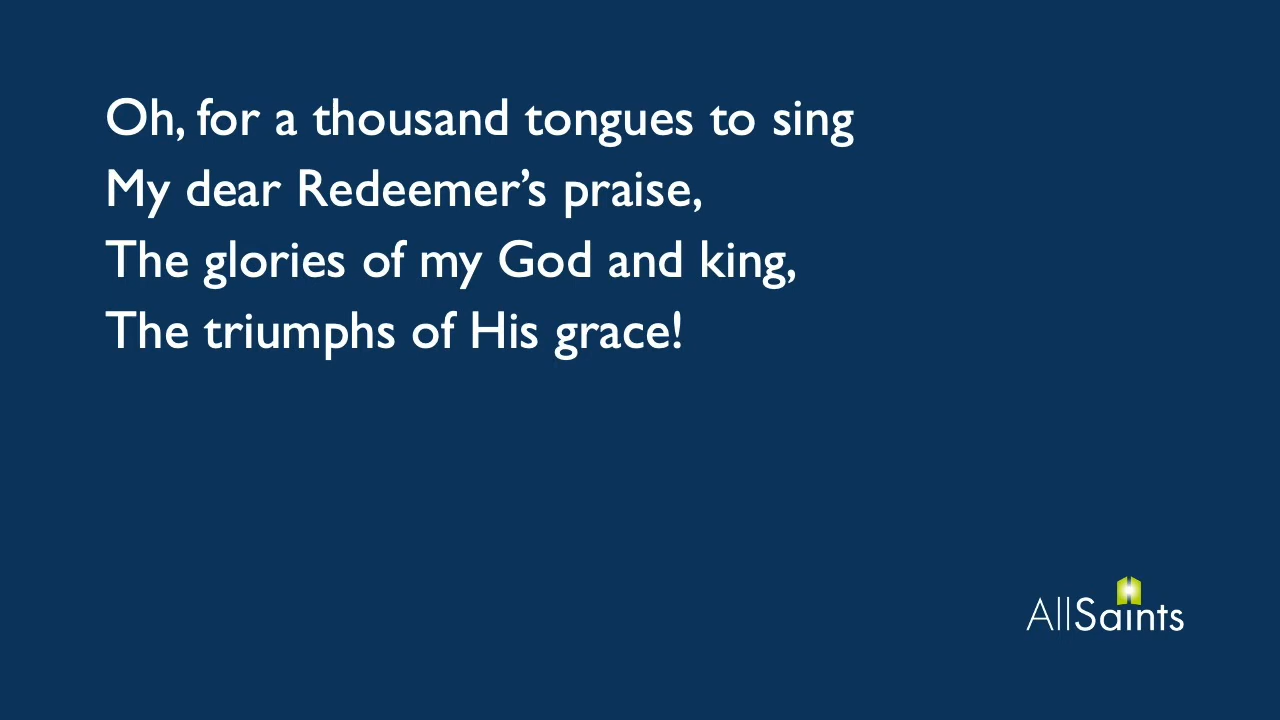 Oh, for a thousand tongues to sing
My dear Redeemer’s praise,
The glories of my God and king,
The triumphs of His grace!
AllSaints